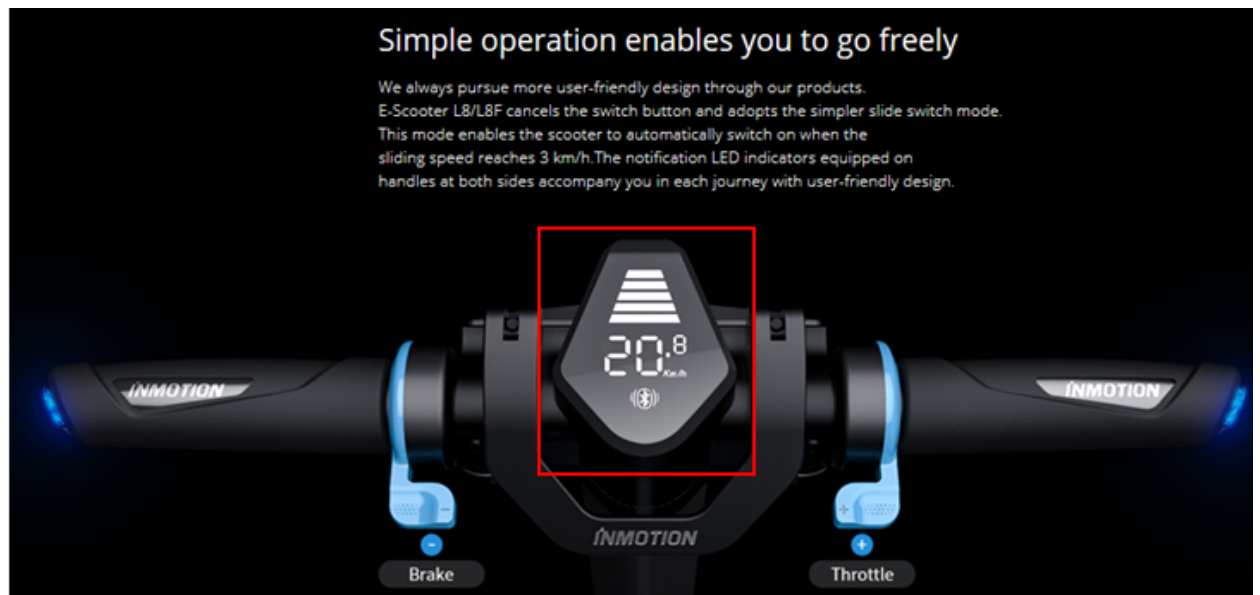 Simple operation enables you to go freely
We always pursue more user-friendly design through our products.
E-Scooter L8/L8F cancels the switch button and adopts the simpler slide switch mode.
This mode enables the scooter to automatically switch on when the
sliding speed reaches 3 km/h.The notification LED indicators equipped on
handles at both sides accompany you in each journey with user-friendly design.
20.8
Km/h
INMOTION
INMOTION
- +
INMOTION
- +
Brake
Throttle